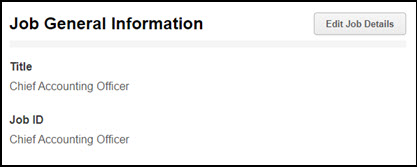 Job General Information
Edit Job Details
Title
Chief Accounting Officer
Job ID
Chief Accounting Officer